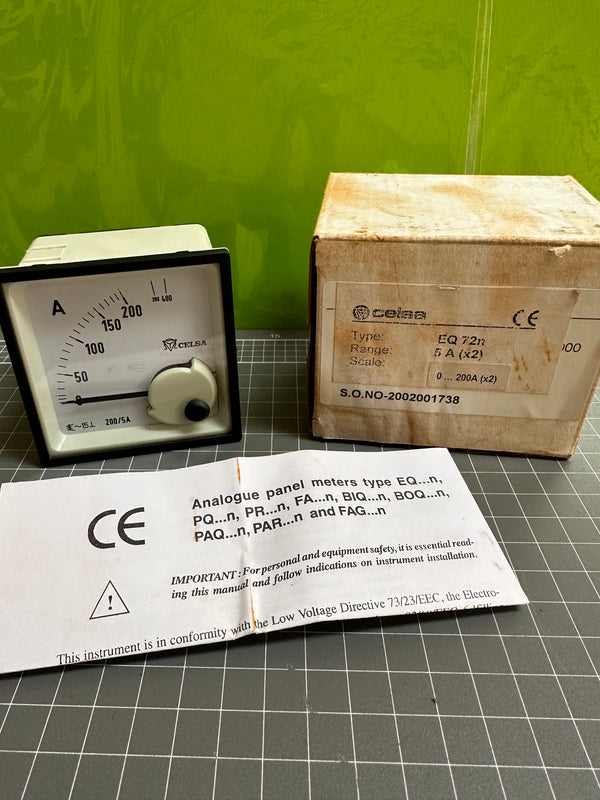 A
0
50
100
150
200
300 400
CELSA
~1.5⊥ 200/5A
15
celsa CE
Type: EQ 72n
Range: 5 A (x2)
Scale: 0 ... 200A (x2)
S.O.NO-2002001738
CE
Analogue panel meters type EQ...n,
PQ...n, PR...n, FA...n, BIQ...n, BOQ...n,
PAQ...n, PAR...n and FAG...n
IMPORTANT : For personal and equipment safety, it is essential read-
ing this manual and follow indications on instrument installation.
This instrument is in conformity with the Low Voltage Directive 73/23/EEC, the Electro-